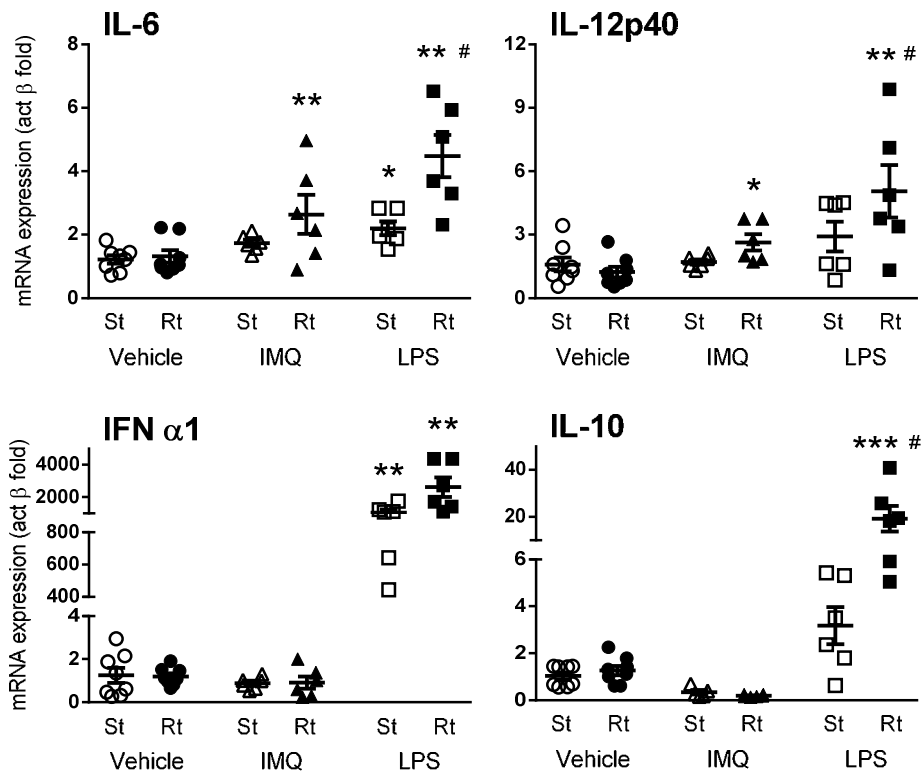 IL-6
mRNA expression (act β fold)
8
6
4
2
0
**
*
** #
St Rt St Rt St Rt
Vehicle IMQ LPS
IL-12p40
12
9
6
3
0
*
** #
St Rt St Rt St Rt
Vehicle IMQ LPS
IFN α1
mRNA expression (act β fold)
4000
2000
800
600
400
4
2
0
**
**
St Rt St Rt St Rt
Vehicle IMQ LPS
IL-10
40
20
6
4
2
0
*** #
St Rt St Rt St Rt
Vehicle IMQ LPS